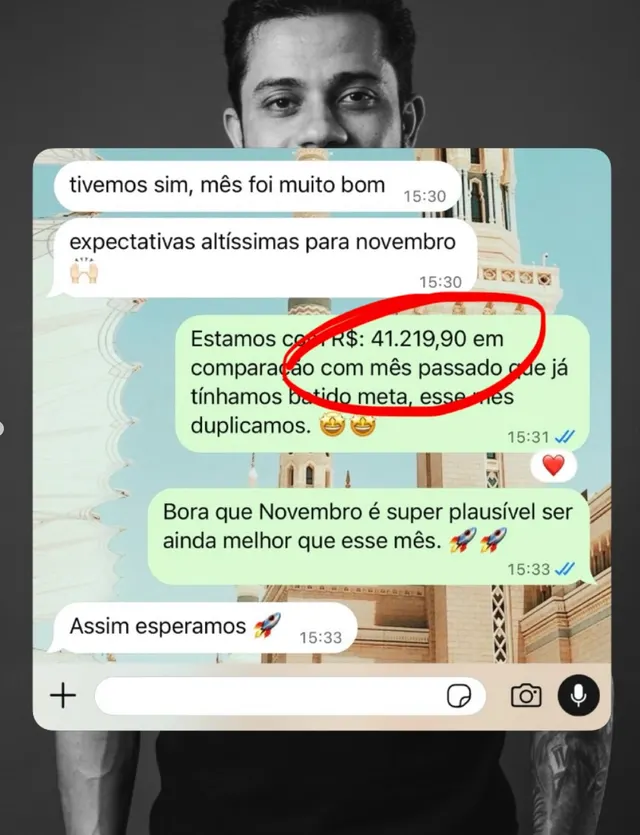 tivemos sim, mês foi muito bom 15:30
expectativas altíssimas para novembro
🙌🏻 15:30
Estamos com R$: 41.219,90 em
comparação com mês passado que já
tínhamos batido meta, esse mês
duplicamos. 🤩🤩 15:31
Bora que Novembro é super plausível ser
ainda melhor que esse mês. 🚀🚀
15:33
Assim esperamos 🚀 15:33